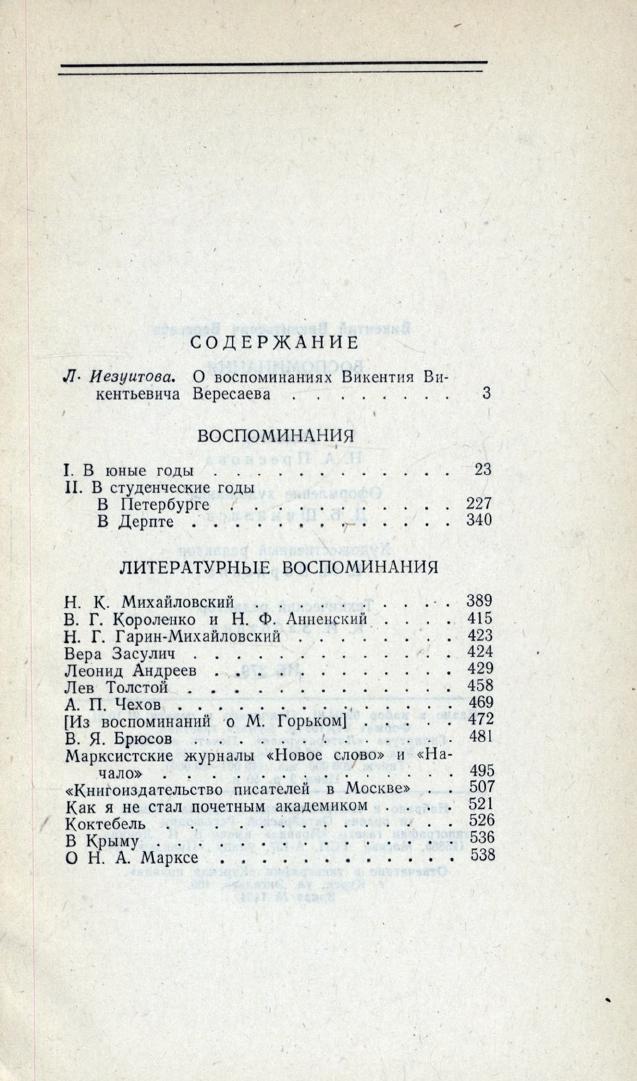 СОДЕРЖАНИЕ
Л. Иезуитова. О воспоминаниях Викентия Ви-
кентьевича Вересаева . . . . . . . . 3
ВОСПОМИНАНИЯ
I. В юные годы . . . . . . . . . . . 23
II. В студенческие годы
В Петербурге . . . . . . . . . . . 227
В Дерпте . . . . . . . . . . . . 340
ЛИТЕРАТУРНЫЕ ВОСПОМИНАНИЯ
Н. К. Михайловский . . . . . . . . . . 389
В. Г. Короленко и Н. Ф. Анненский . . . . 415
Н. Г. Гарин-Михайловский . . . . . . . . 423
Вера Засулич . . . . . . . . . . . . 424
Леонид Андреев . . . . . . . . . . . 429
Лев Толстой . . . . . . . . . . . . 458
А. П. Чехов . . . . . . . . . . . . . 469
[Из воспоминаний о М. Горьком] . . . . . 472
В. Я. Брюсов . . . . . . . . . . . . 481
Марксистские журналы «Новое слово» и «На-
чало» . . . . . . . . . . . . . 495
«Книгоиздательство писателей в Москве» . . 507
Как я не стал почетным академиком . . . . 521
Коктебель . . . . . . . . . . . . . 526
В Крыму . . . . . . . . . . . . . . 536
О Н. А. Марксе . . . . . . . . . . . 538